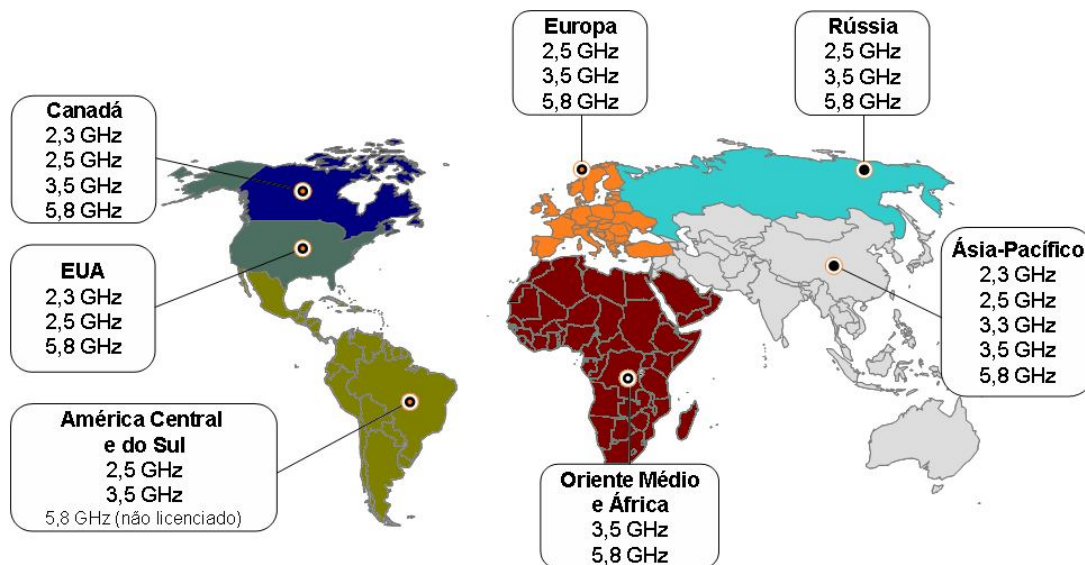 Europa
2,5 GHz
3,5 GHz
5,8 GHz
Rússia
2,5 GHz
3,5 GHz
5,8 GHz
Canadá
2,3 GHz
2,5 GHz
3,5 GHz
5,8 GHz
EUA
2,3 GHz
2,5 GHz
5,8 GHz
Ásia-Pacífico
2,3 GHz
2,5 GHz
3,3 GHz
3,5 GHz
5,8 GHz
América Central
e do Sul
2,5 GHz
3,5 GHz
5,8 GHz (não licenciado)
Oriente Médio
e África
3,5 GHz
5,8 GHz